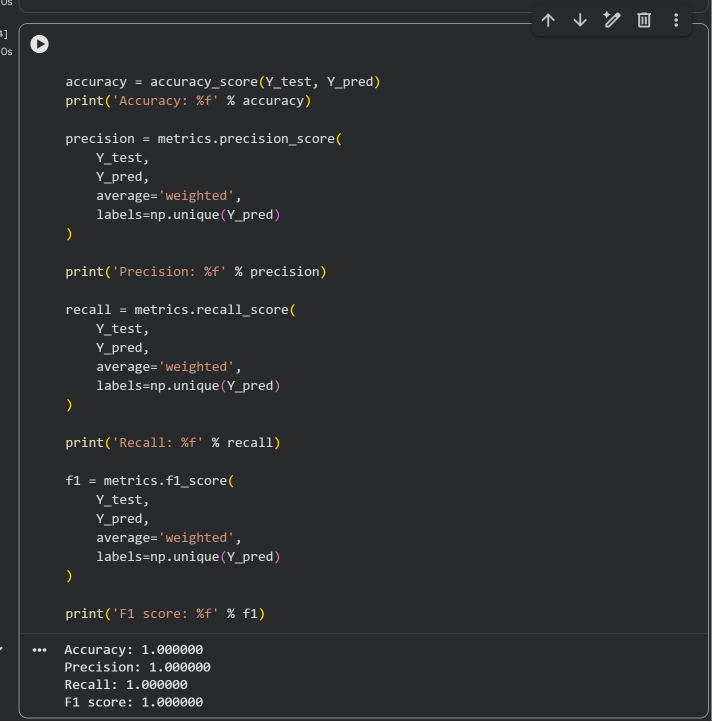 0s
4]
0s
accuracy = accuracy_score(Y_test, Y_pred)
print('Accuracy: %f' % accuracy)
precision = metrics.precision_score(
    Y_test,
    Y_pred,
    average='weighted',
    labels=np.unique(Y_pred)
)
print('Precision: %f' % precision)
recall = metrics.recall_score(
    Y_test,
    Y_pred,
    average='weighted',
    labels=np.unique(Y_pred)
)
print('Recall: %f' % recall)
f1 = metrics.f1_score(
    Y_test,
    Y_pred,
    average='weighted',
    labels=np.unique(Y_pred)
)
print('F1 score: %f' % f1)
Accuracy: 1.000000
Precision: 1.000000
Recall: 1.000000
F1 score: 1.000000